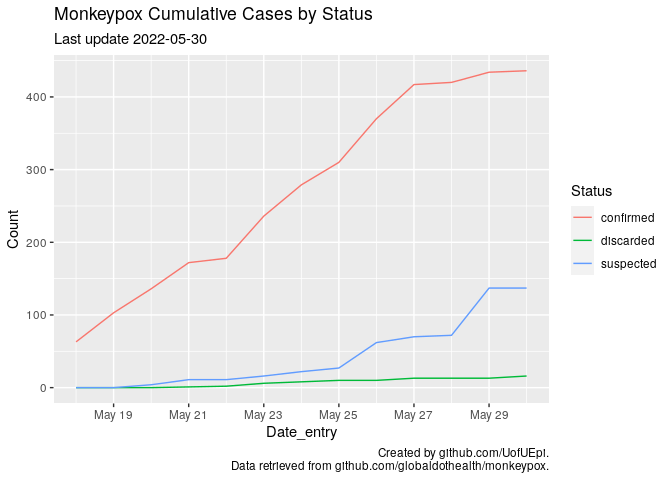 Monkeypox Cumulative Cases by Status
Last update 2022-05-30
Count
400
300
200
100
0
May 19
May 21
May 23
May 25
May 27
May 29
Date_entry
Status
confirmed
discarded
suspected
Created by github.com/UofUEpi.
Data retrieved from github.com/globaldothealth/monkeypox.